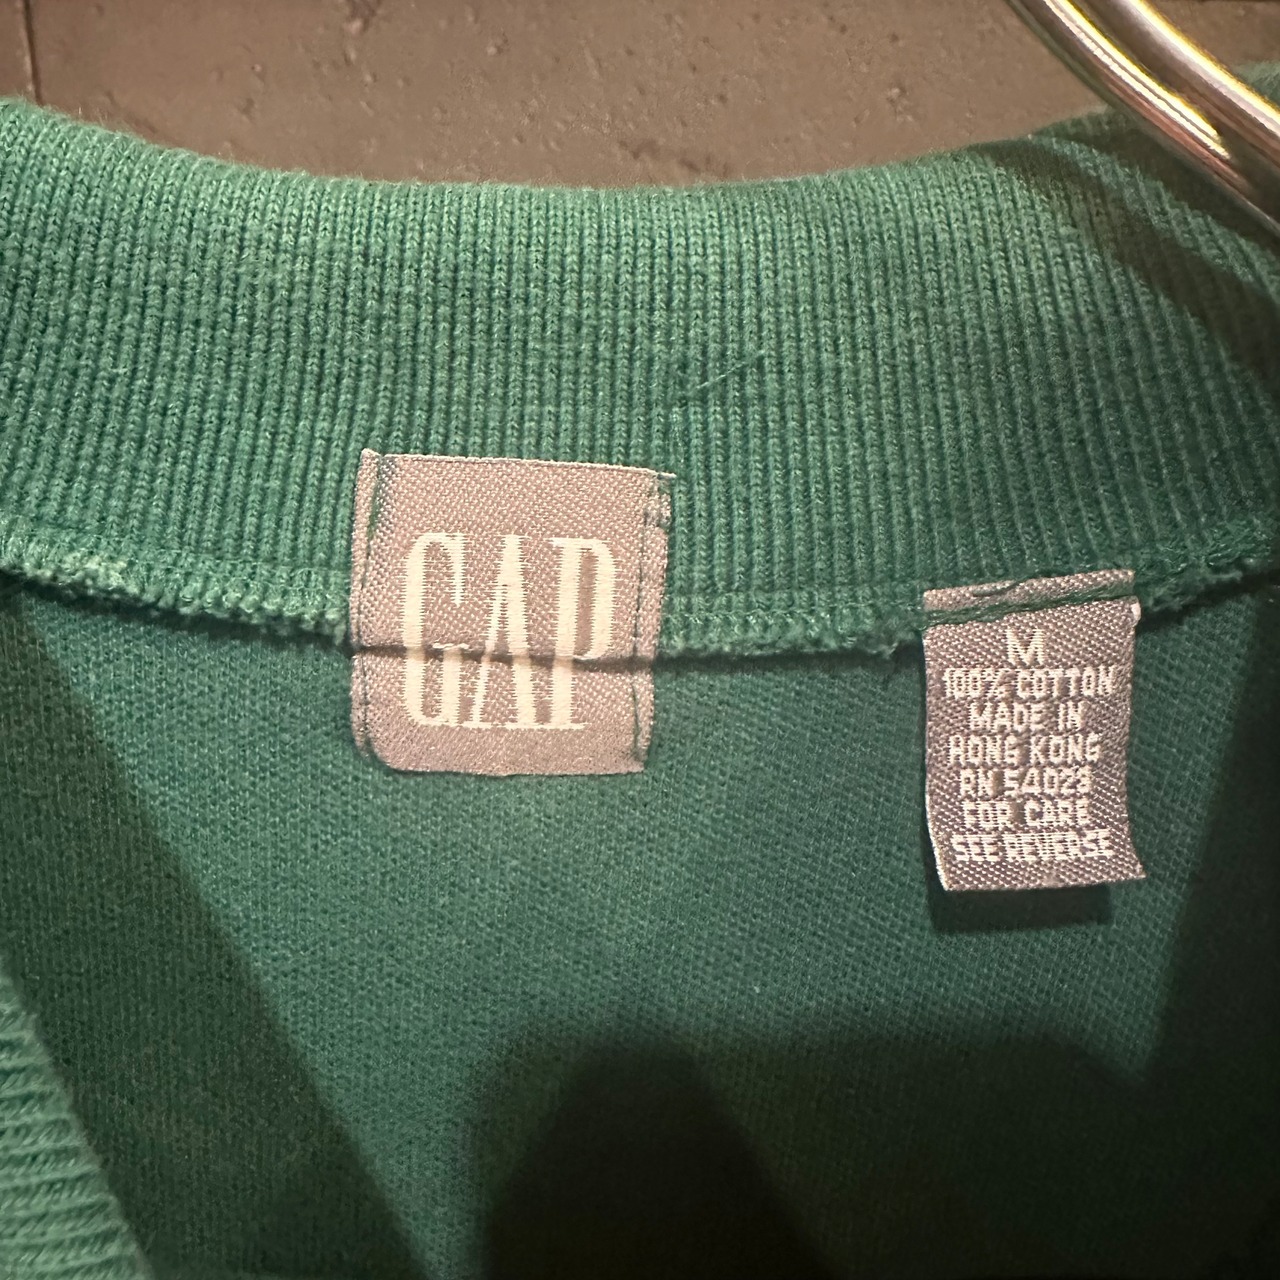 GAP
M
100% COTTON
MADE IN
HONG KONG
RN 54023
FOR CARE
SEE REVERSE